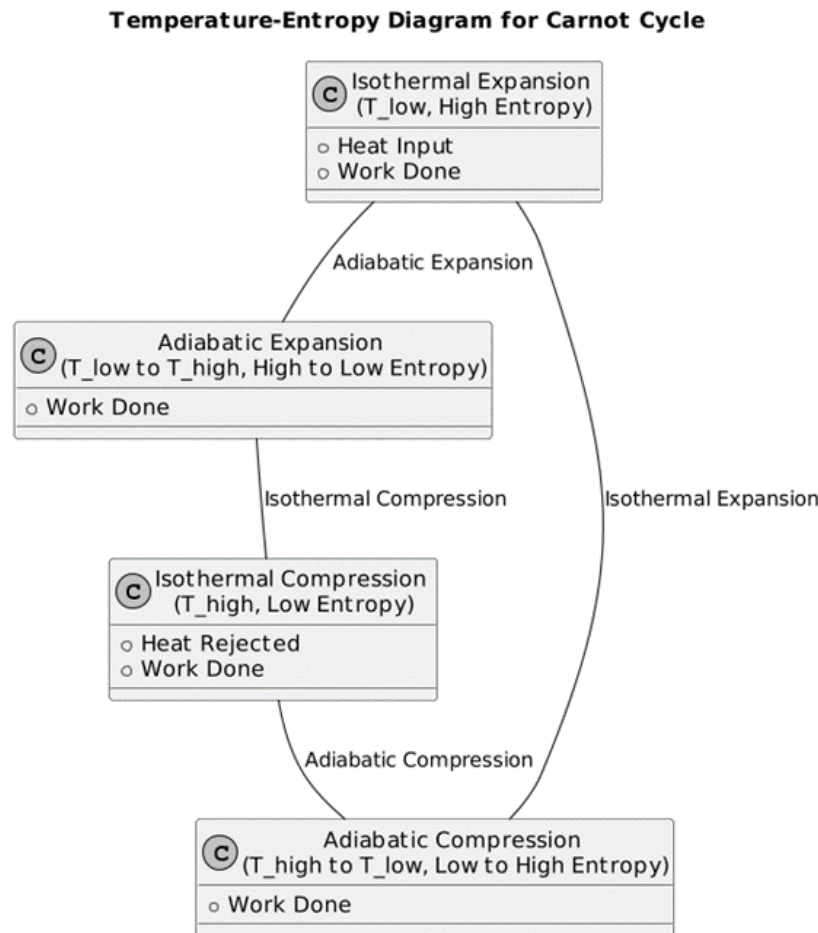 Temperature-Entropy Diagram for Carnot Cycle
C
Isothermal Expansion
(T_low, High Entropy)
Heat Input
Work Done
Adiabatic Expansion
C
Adiabatic Expansion
(T_low to T_high, High to Low Entropy)
Work Done
Isothermal Compression
Isothermal Expansion
C
Isothermal Compression
(T_high, Low Entropy)
Heat Rejected
Work Done
Adiabatic Compression
C
Adiabatic Compression
(T_high to T_low, Low to High Entropy)
Work Done